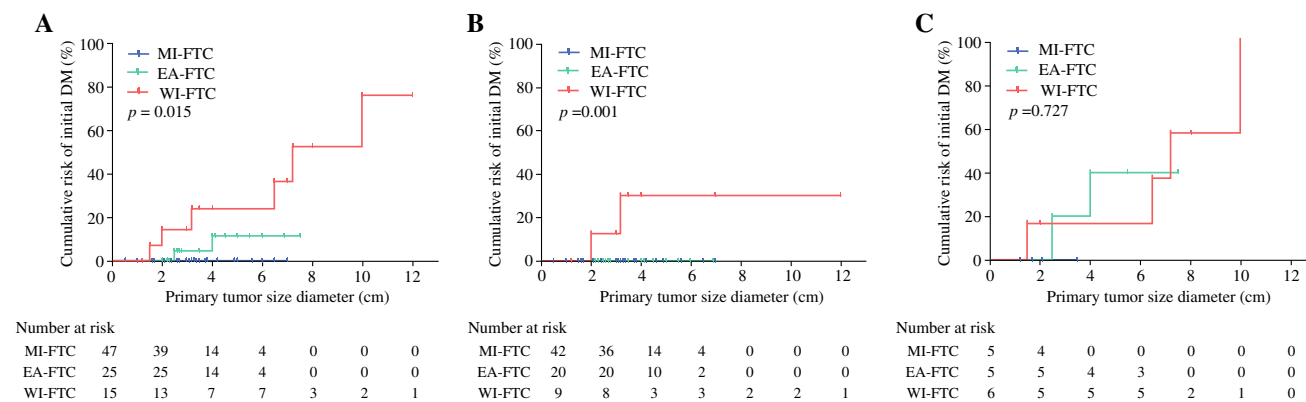 A
Cumulative risk of initial DM (%)
100
80
60
40
20
0
MI-FTC
EA-FTC
WI-FTC
p = 0.015
0 2 4 6 8 10 12
Primary tumor size diameter (cm)
Number at risk
MI-FTC 47 39 14 4 0 0 0
EA-FTC 25 25 14 4 0 0 0
WI-FTC 15 13 7 7 3 2 1
B
Cumulative risk of initial DM (%)
100
80
60
40
20
0
MI-FTC
EA-FTC
WI-FTC
p =0.001
0 2 4 6 8 10 12
Primary tumor size diameter (cm)
Number at risk
MI-FTC 42 36 14 4 0 0 0
EA-FTC 20 20 10 2 0 0 0
WI-FTC 9 8 3 3 2 2 1
C
Cumulative risk of initial DM (%)
100
80
60
40
20
0
MI-FTC
EA-FTC
WI-FTC
p =0.727
0 2 4 6 8 10 12
Primary tumor size diameter (cm)
Number at risk
MI-FTC 5 4 0 0 0 0 0
EA-FTC 5 5 4 3 0 0 0
WI-FTC 6 5 5 5 2 1 0